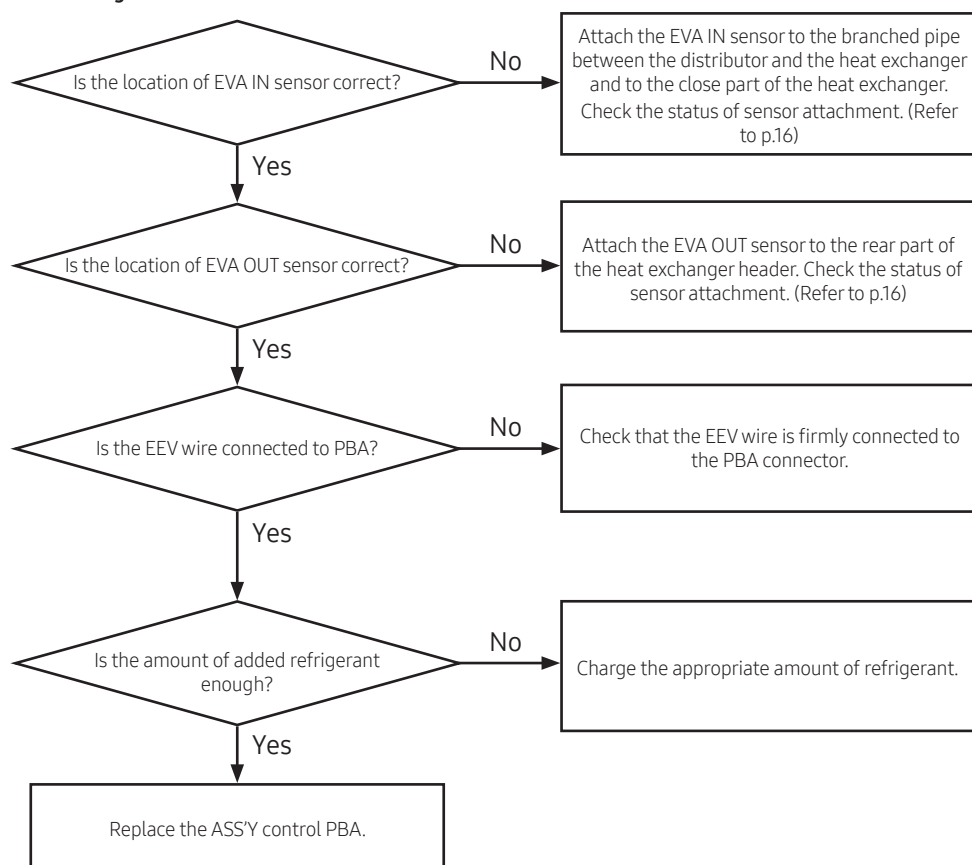 Is the location of EVA IN sensor correct?
No
Attach the EVA IN sensor to the branched pipe
between the distributor and the heat exchanger
and to the close part of the heat exchanger.
Check the status of sensor attachment. (Refer
to p.16)
Yes
Is the location of EVA OUT sensor correct?
No
Attach the EVA OUT sensor to the rear part of
the heat exchanger header. Check the status of
sensor attachment. (Refer to p.16)
Yes
Is the EEV wire connected to PBA?
No
Check that the EEV wire is firmly connected to
the PBA connector.
Yes
Is the amount of added refrigerant
enough?
No
Charge the appropriate amount of refrigerant.
Yes
Replace the ASS'Y control PBA.